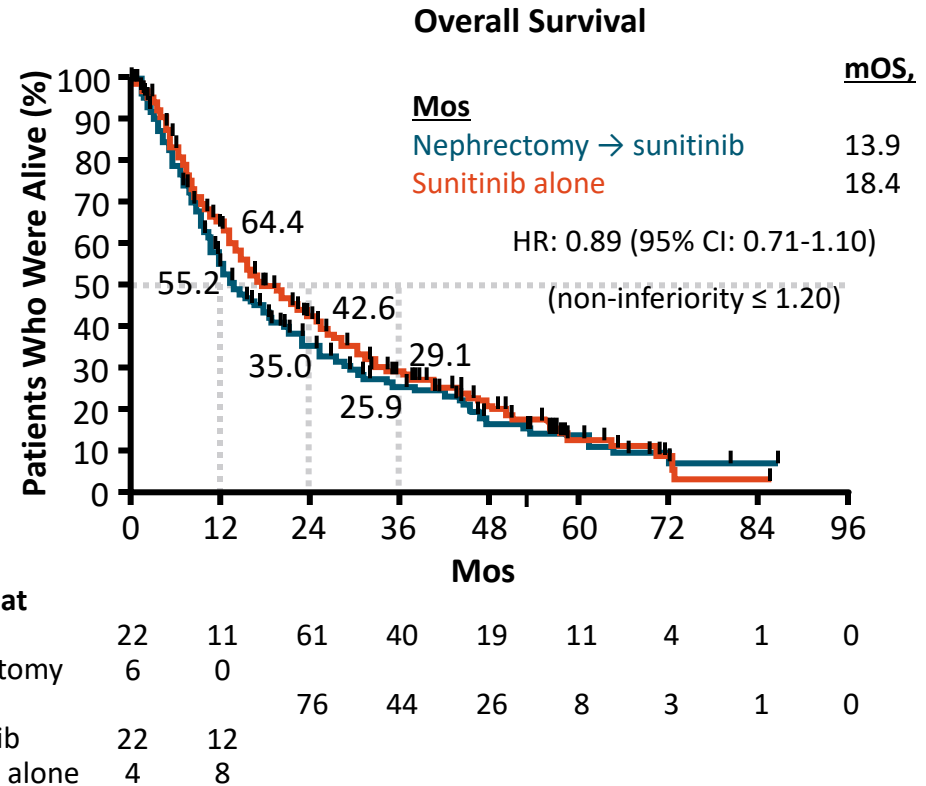 Overall Survival
mOS,
Mos
Nephrectomy → sunitinib 13.9
Sunitinib alone 18.4
HR: 0.89 (95% CI: 0.71-1.10)
(non-inferiority ≤ 1.20)
Patients Who Were Alive (%)
100
90
80
70
60
50
40
30
20
10
0
64.4
55.2
42.6
35.0
29.1
25.9
0 12 24 36 48 60 72 84 96
Mos
at
22 11 61 40 19 11 4 1 0
tomy 6 0
76 44 26 8 3 1 0
ib 22 12
alone 4 8